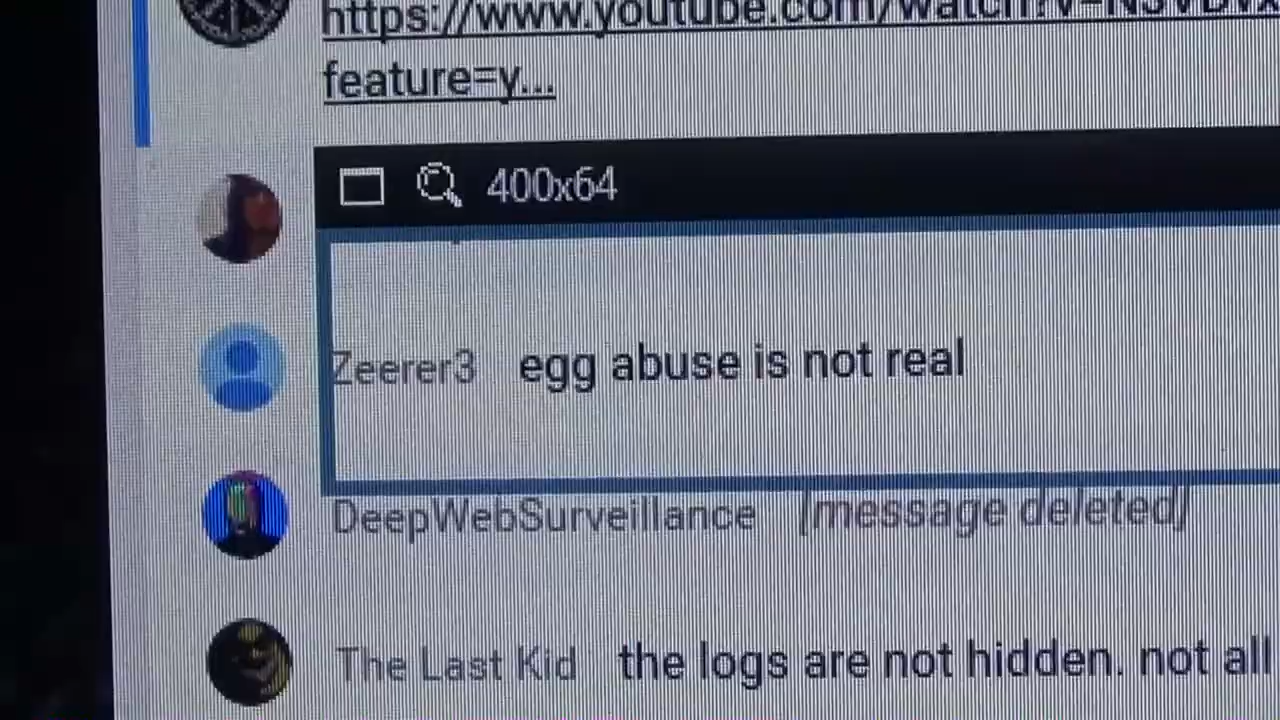 https://www.youtube.com/watch?v=N3VDvx
feature=y...
400x64
Zeerer3 egg abuse is not real
DeepWebSurveillance [message deleted]
The Last Kid the logs are not hidden. not all